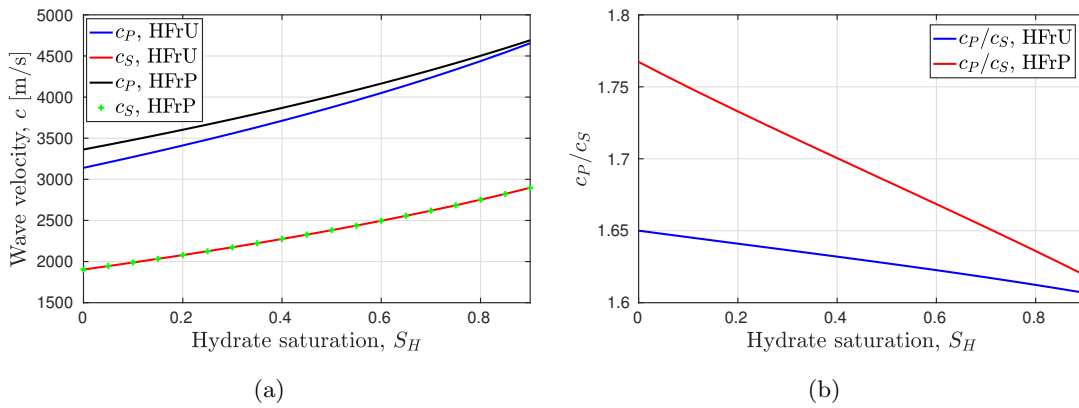 5000
4500
4000
3500
3000
2500
2000
1500
Wave velocity, c [m/s]
c_P, HFrU
c_S, HFrU
c_P, HFrP
c_S, HFrP
0 0.2 0.4 0.6 0.8
Hydrate saturation, S_H
(a)
1.8
1.75
1.7
1.65
1.6
c_P/c_S
c_P/c_S, HFrU
c_P/c_S, HFrP
0 0.2 0.4 0.6 0.8
Hydrate saturation, S_H
(b)